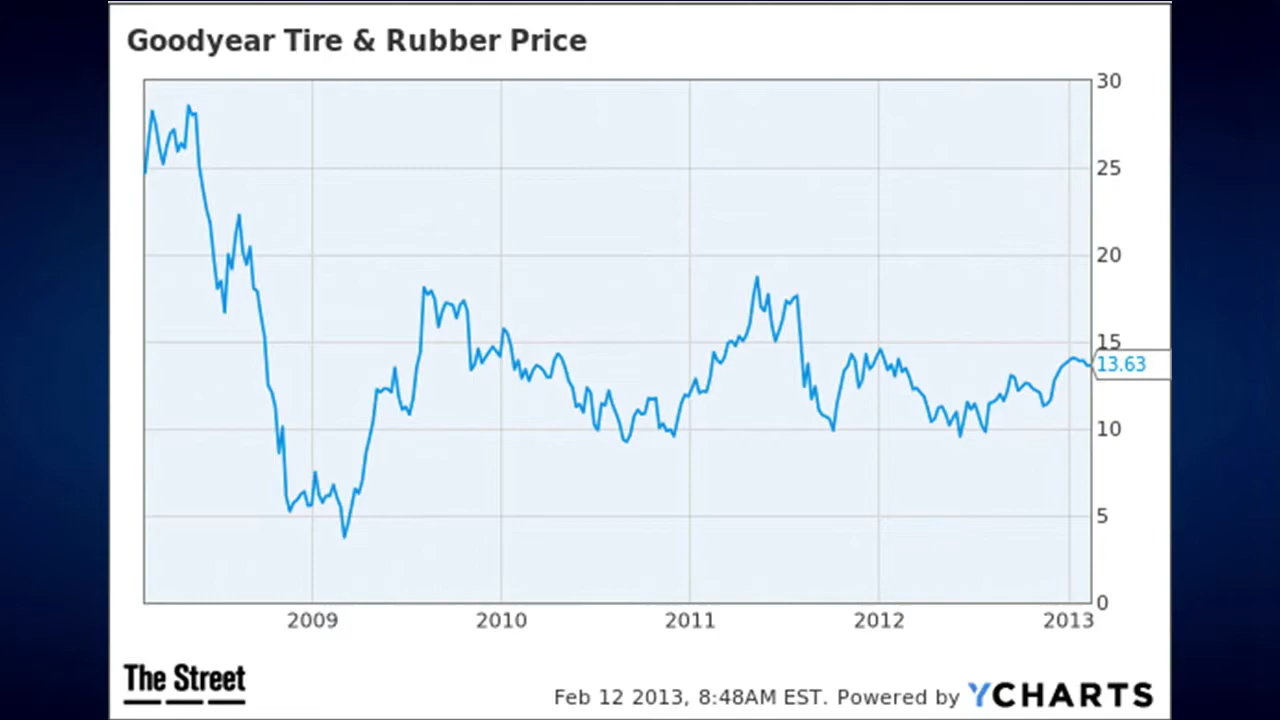 Goodyear Tire & Rubber Price
30
25
20
15
13.63
10
5
0
2009 2010 2011 2012 2013
The Street
Feb 12 2013, 8:48AM EST. Powered by YCHARTS